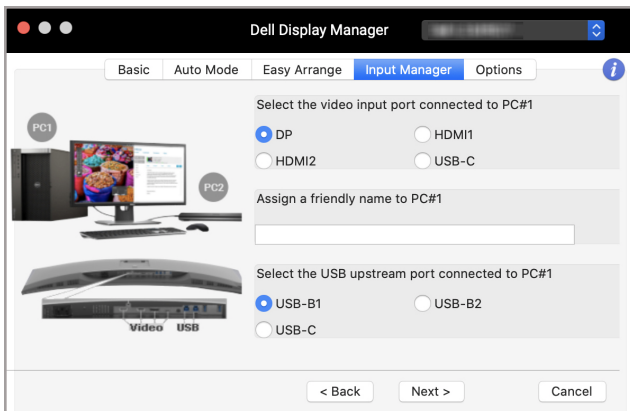 Dell Display Manager
Basic Auto Mode Easy Arrange Input Manager Options i
Select the video input port connected to PC#1
PC1
DP HDMI1
HDMI2 USB-C
PC2
Assign a friendly name to PC#1
Select the USB upstream port connected to PC#1
USB-B1 USB-B2
Video USB
USB-C
< Back Next > Cancel